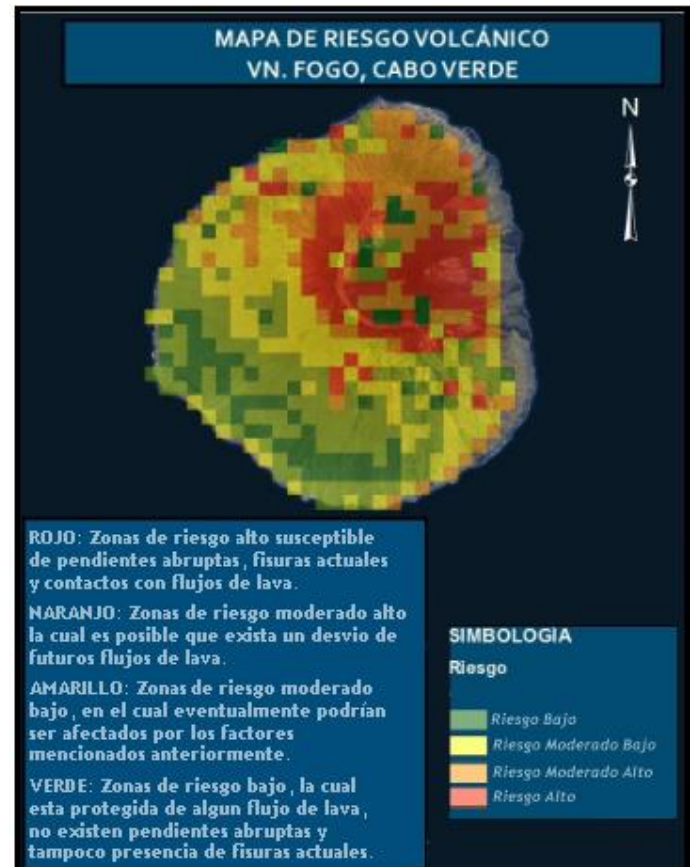 MAPA DE RIESGO VOLCÁNICO
VN. FOGO, CABO VERDE
N
ROJO: Zonas de riesgo alto susceptible
de pendientes abruptas, fisuras actuales
y contactos con flujos de lava.
NARANJO: Zonas de riesgo moderado alto
la cual es posible que exista un desvio de
futuros flujos de lava.
AMARILLO: Zonas de riesgo moderado
bajo, en el cual eventualmente podrían
ser afectados por los factores
mencionados anteriormente.
VERDE: Zonas de riesgo bajo, la cual
esta protegida de algun flujo de lava,
no existen pendientes abruptas y
tampoco presencia de fisuras actuales.
SIMBOLOGIA
Riesgo
Riesgo Bajo
Riesgo Moderado Bajo
Riesgo Moderado Alto
Riesgo Alto